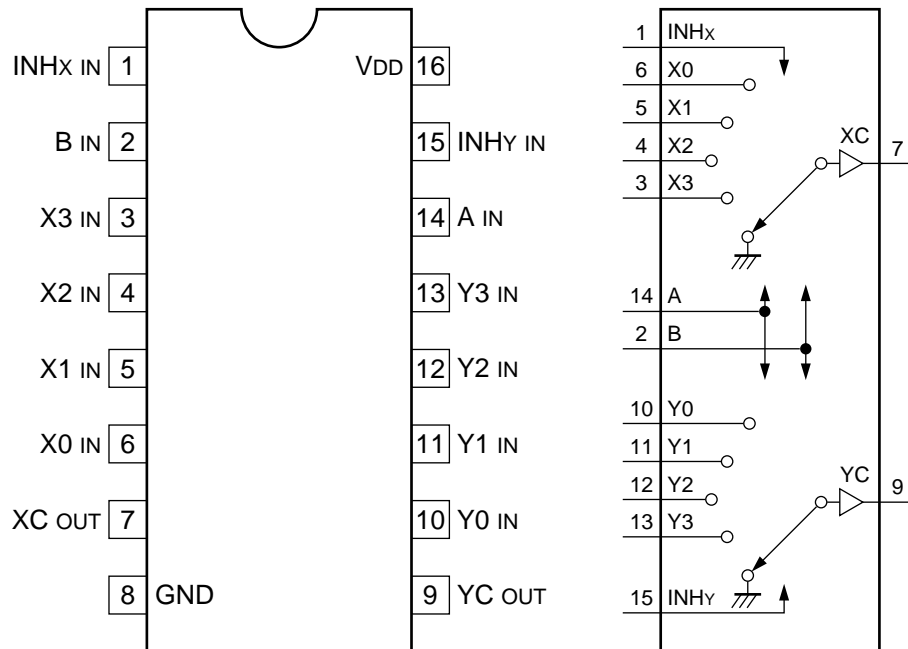 INHX IN 1
B IN 2
X3 IN 3
X2 IN 4
X1 IN 5
X0 IN 6
XC OUT 7
8 GND
VDD 16
15 INHY IN
14 A IN
13 Y3 IN
12 Y2 IN
11 Y1 IN
10 Y0 IN
9 YC OUT
1 INHX
6 X0
5 X1
4 X2
3 X3
XC 7
14 A
2 B
10 Y0
11 Y1
12 Y2
13 Y3
YC 9
15 INHY